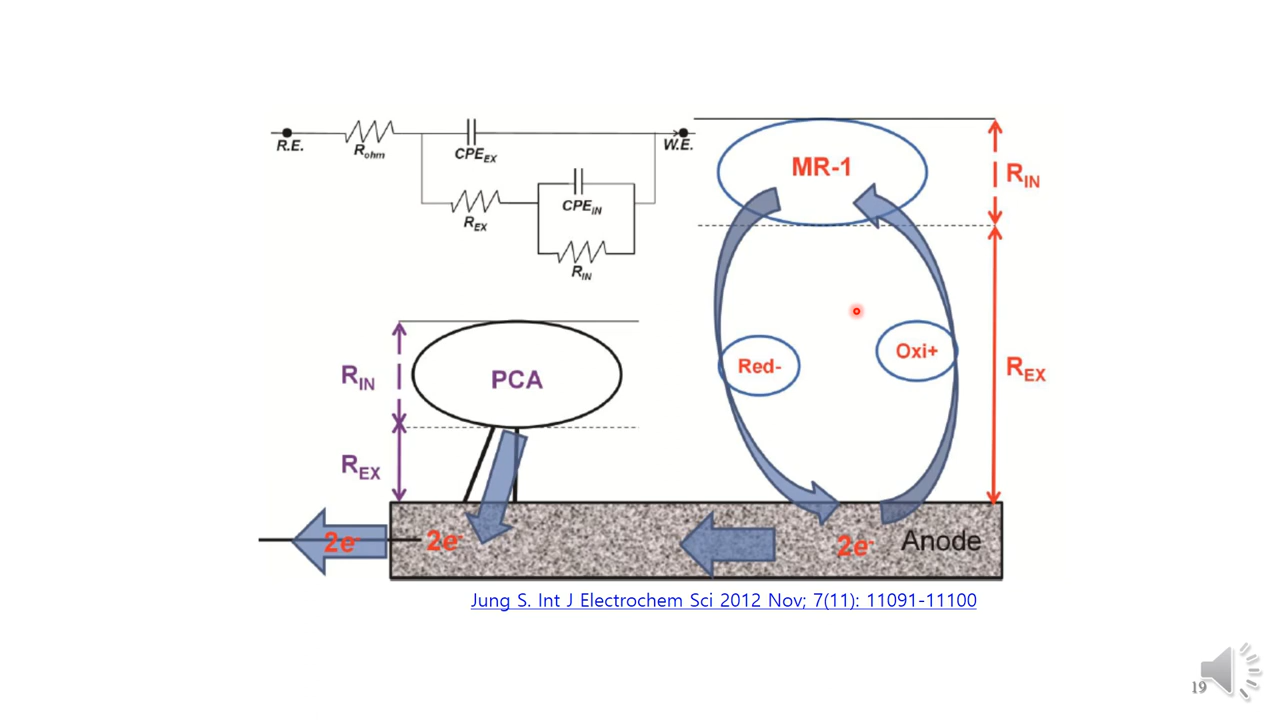 R.E.
Rohm
CPEEX
W.E.
REX
CPEIN
RIN
MR-1
RIN
Red-
Oxi+
REX
PCA
RIN
REX
2e-
2e-
2e-
Anode
Jung S. Int J Electrochem Sci 2012 Nov; 7(11): 11091-11100
19